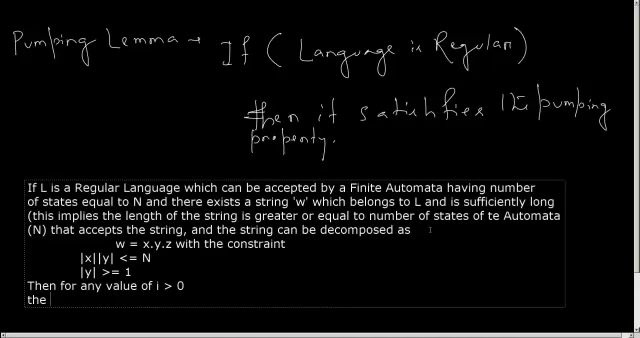 Pumping Lemma → If (Language is Regular)
then it satisfies the pumping
property.
If L is a Regular Language which can be accepted by a Finite Automata having number
of states equal to N and there exists a string 'w' which belongs to L and is sufficiently long
(this implies the length of the string is greater or equal to number of states of te Automata
(N) that accepts the string, and the string can be decomposed as
w = x.y.z with the constraint
|x||y| <= N
|y| >= 1
Then for any value of i > 0
the